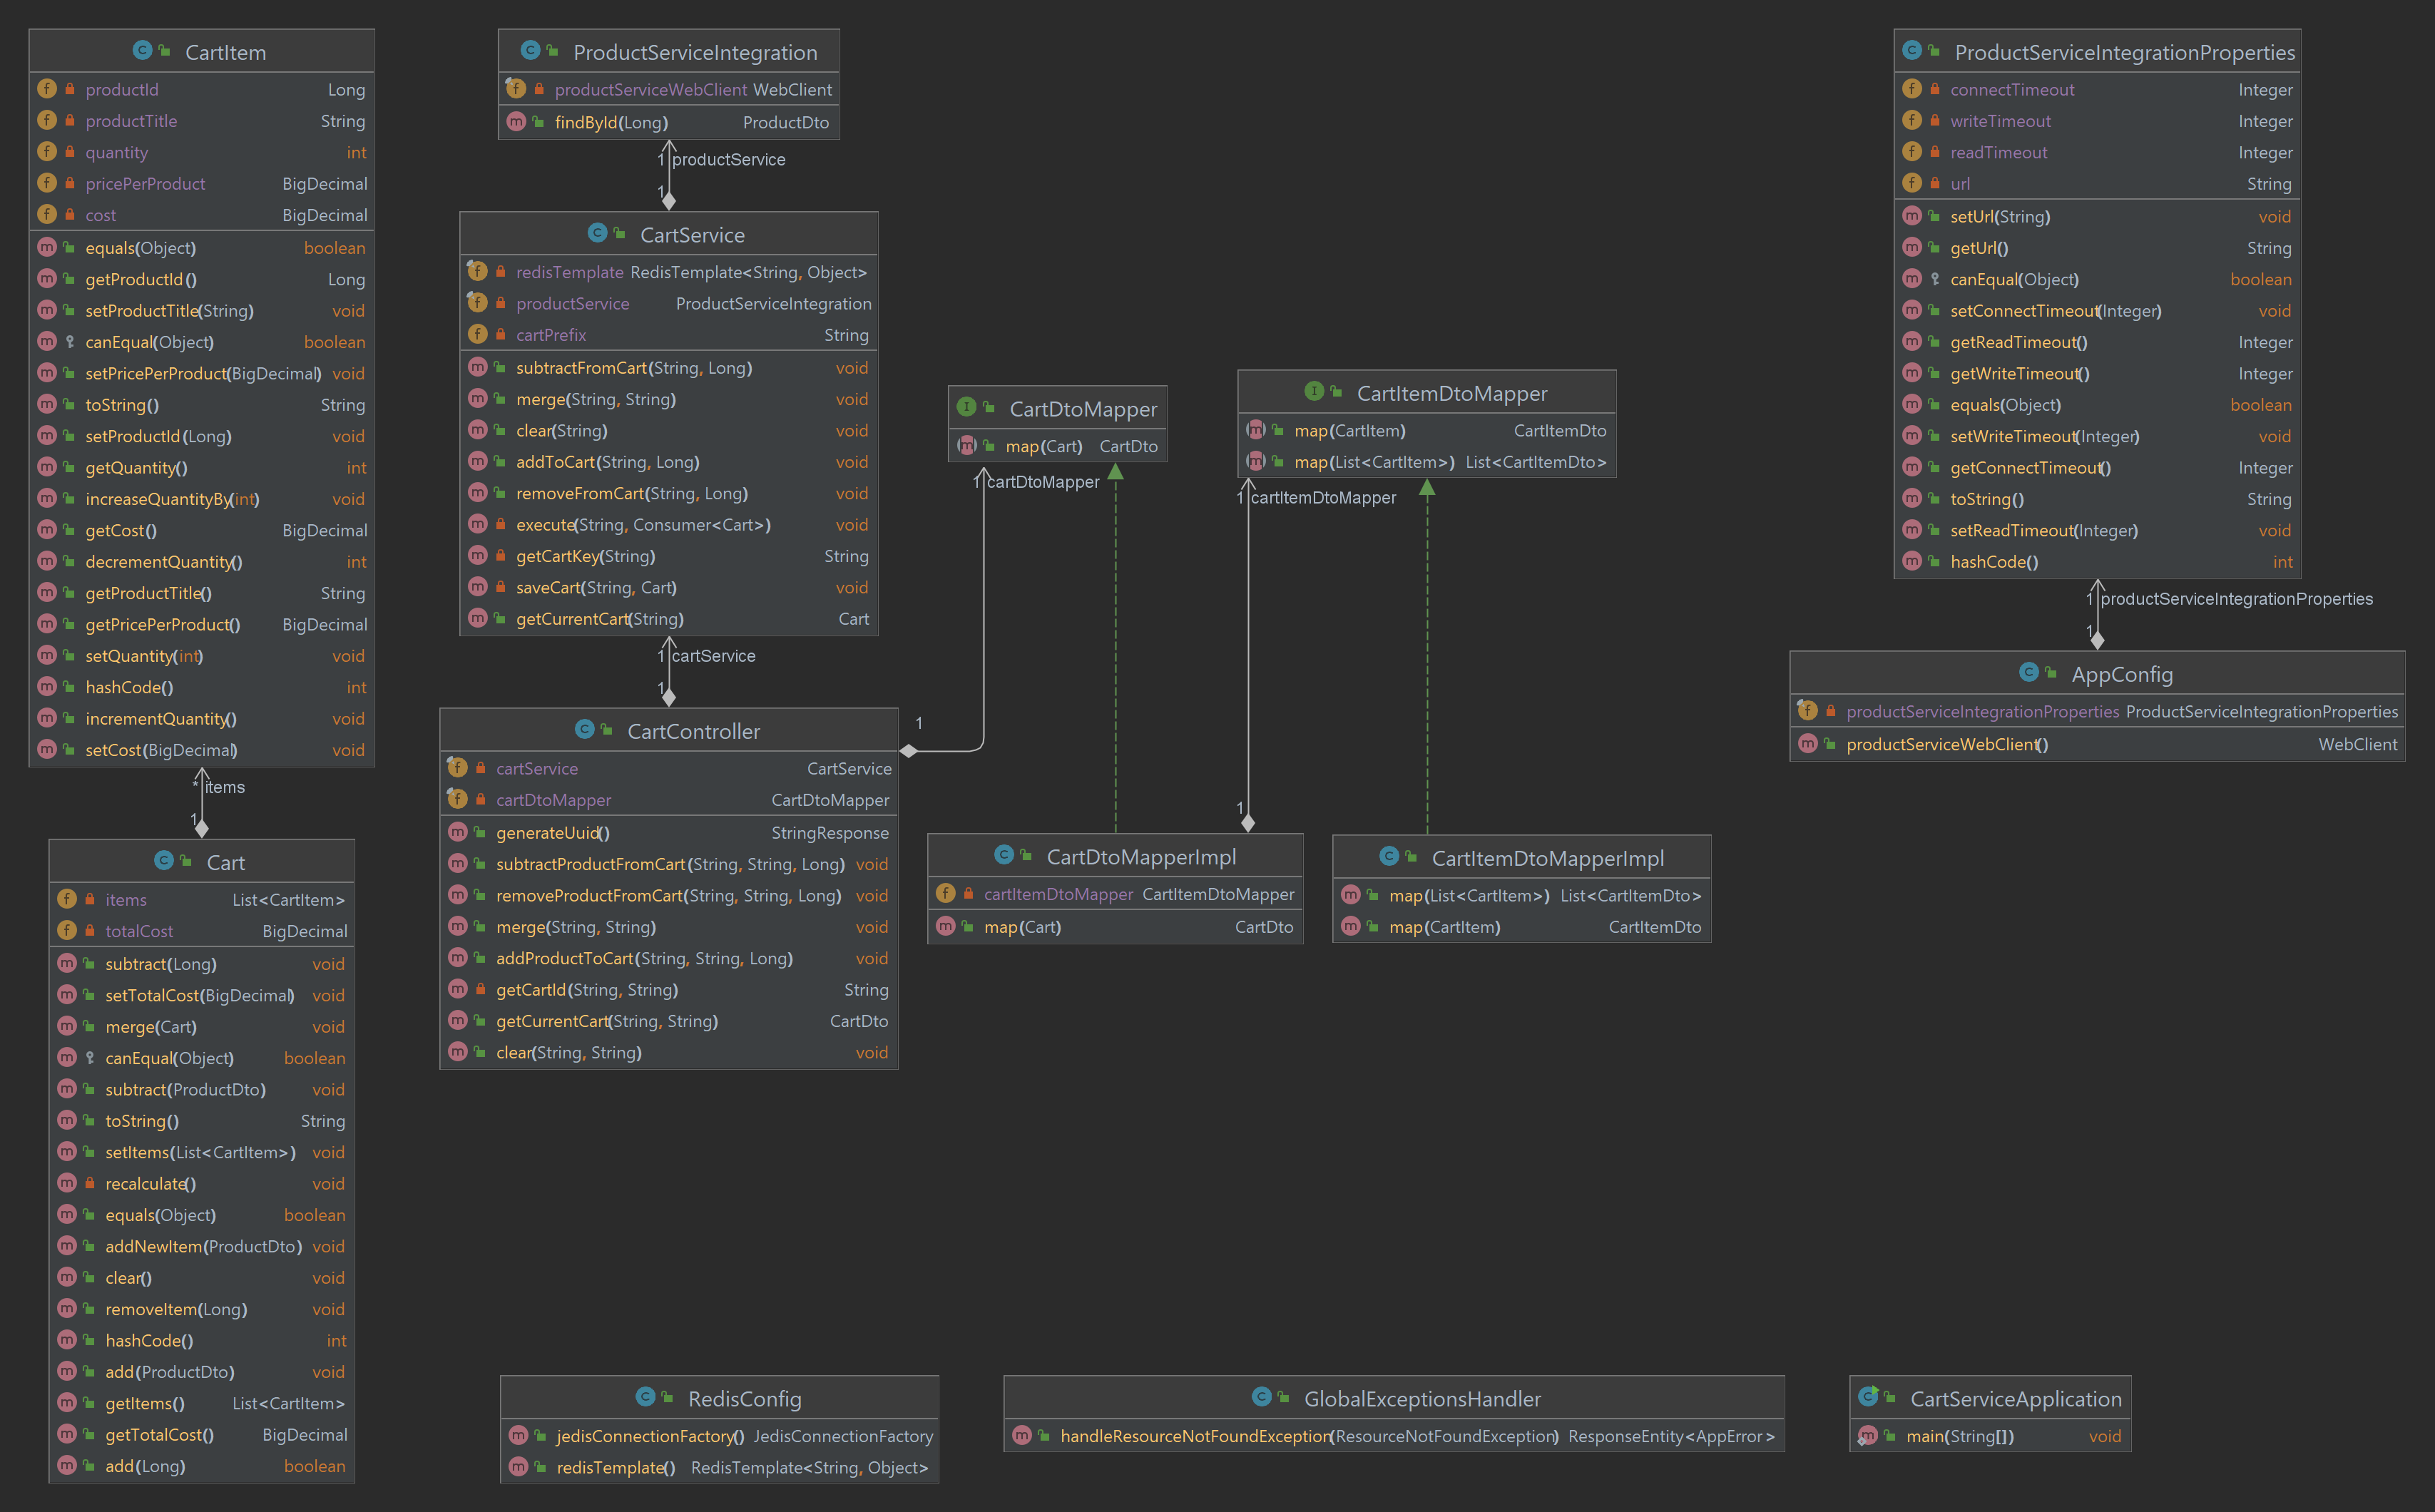 CartItem
productId Long
productTitle String
quantity int
pricePerProduct BigDecimal
cost BigDecimal
equals(Object) boolean
getProductId() Long
setProductTitle(String) void
canEqual(Object) boolean
setPricePerProduct(BigDecimal) void
toString() String
setProductId(Long) void
getQuantity() int
increaseQuantityBy(int) void
getCost() BigDecimal
decrementQuantity() int
getProductTitle() String
getPricePerProduct() BigDecimal
setQuantity(int) void
hashCode() int
incrementQuantity() void
setCost(BigDecimal) void
* items
1
Cart
items List<CartItem>
totalCost BigDecimal
subtract(Long) void
setTotalCost(BigDecimal) void
merge(Cart) void
canEqual(Object) boolean
subtract(ProductDto) void
toString() String
setItems(List<CartItem>) void
recalculate() void
equals(Object) boolean
addNewItem(ProductDto) void
clear() void
removeItem(Long) void
hashCode() int
add(ProductDto) void
getItems() List<CartItem>
getTotalCost() BigDecimal
add(Long) boolean
ProductServiceIntegration
productServiceWebClient WebClient
findById(Long) ProductDto
1 productService
1
CartService
redisTemplate RedisTemplate<String, Object>
productService ProductServiceIntegration
cartPrefix String
subtractFromCart(String, Long) void
merge(String, String) void
clear(String) void
addToCart(String, Long) void
removeFromCart(String, Long) void
execute(String, Consumer<Cart>) void
getCartKey(String) String
saveCart(String, Cart) void
getCurrentCart(String) Cart
1 cartService
1
CartController
cartService CartService
cartDtoMapper CartDtoMapper
generateUuid() StringResponse
subtractProductFromCart(String, String, Long) void
removeProductFromCart(String, String, Long) void
merge(String, String) void
addProductToCart(String, String, Long) void
getCartId(String, String) String
getCurrentCart(String, String) CartDto
clear(String, String) void
1
CartDtoMapper
map(Cart) CartDto
1 cartDtoMapper
CartItemDtoMapper
map(CartItem) CartItemDto
map(List<CartItem>) List<CartItemDto>
1 cartItemDtoMapper
1
CartDtoMapperImpl
cartItemDtoMapper CartItemDtoMapper
map(Cart) CartDto
CartItemDtoMapperImpl
map(List<CartItem>) List<CartItemDto>
map(CartItem) CartItemDto
ProductServiceIntegrationProperties
connectTimeout Integer
writeTimeout Integer
readTimeout Integer
url String
setUrl(String) void
getUrl() String
canEqual(Object) boolean
setConnectTimeout(Integer) void
getReadTimeout() Integer
getWriteTimeout() Integer
equals(Object) boolean
setWriteTimeout(Integer) void
getConnectTimeout() Integer
toString() String
setReadTimeout(Integer) void
hashCode() int
1 productServiceIntegrationProperties
1
AppConfig
productServiceIntegrationProperties ProductServiceIntegrationProperties
productServiceWebClient() WebClient
RedisConfig
jedisConnectionFactory() JedisConnectionFactory
redisTemplate() RedisTemplate<String, Object>
GlobalExceptionsHandler
handleResourceNotFoundException(ResourceNotFoundException) ResponseEntity<AppError>
CartServiceApplication
main(String[]) void